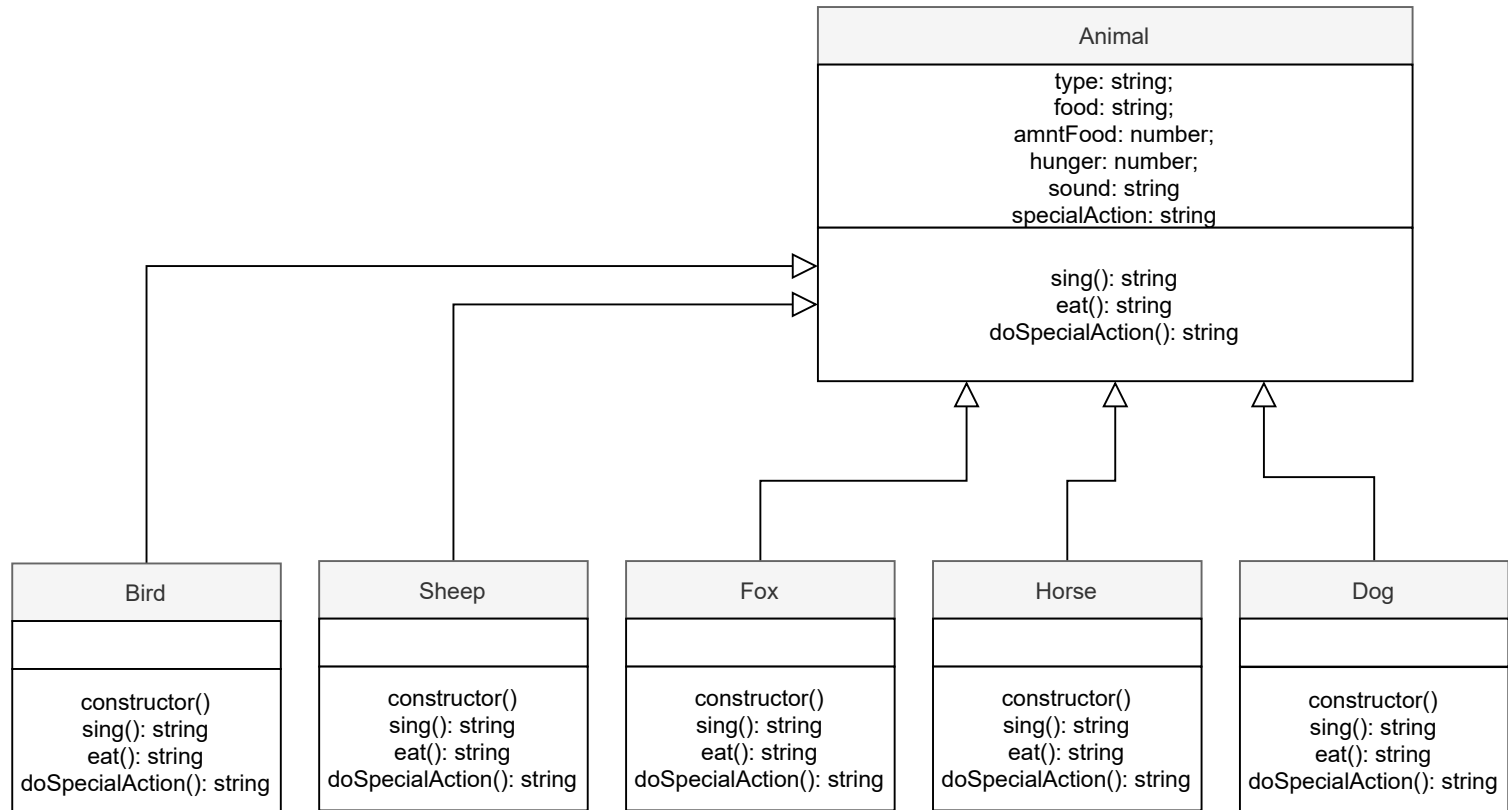 Animal
type: string;
food: string;
amntFood: number;
hunger: number;
sound: string
specialAction: string
sing(): string
eat(): string
doSpecialAction(): string
Bird
constructor()
sing(): string
eat(): string
doSpecialAction(): string
Sheep
constructor()
sing(): string
eat(): string
doSpecialAction(): string
Fox
constructor()
sing(): string
eat(): string
doSpecialAction(): string
Horse
constructor()
sing(): string
eat(): string
doSpecialAction(): string
Dog
constructor()
sing(): string
eat(): string
doSpecialAction(): string